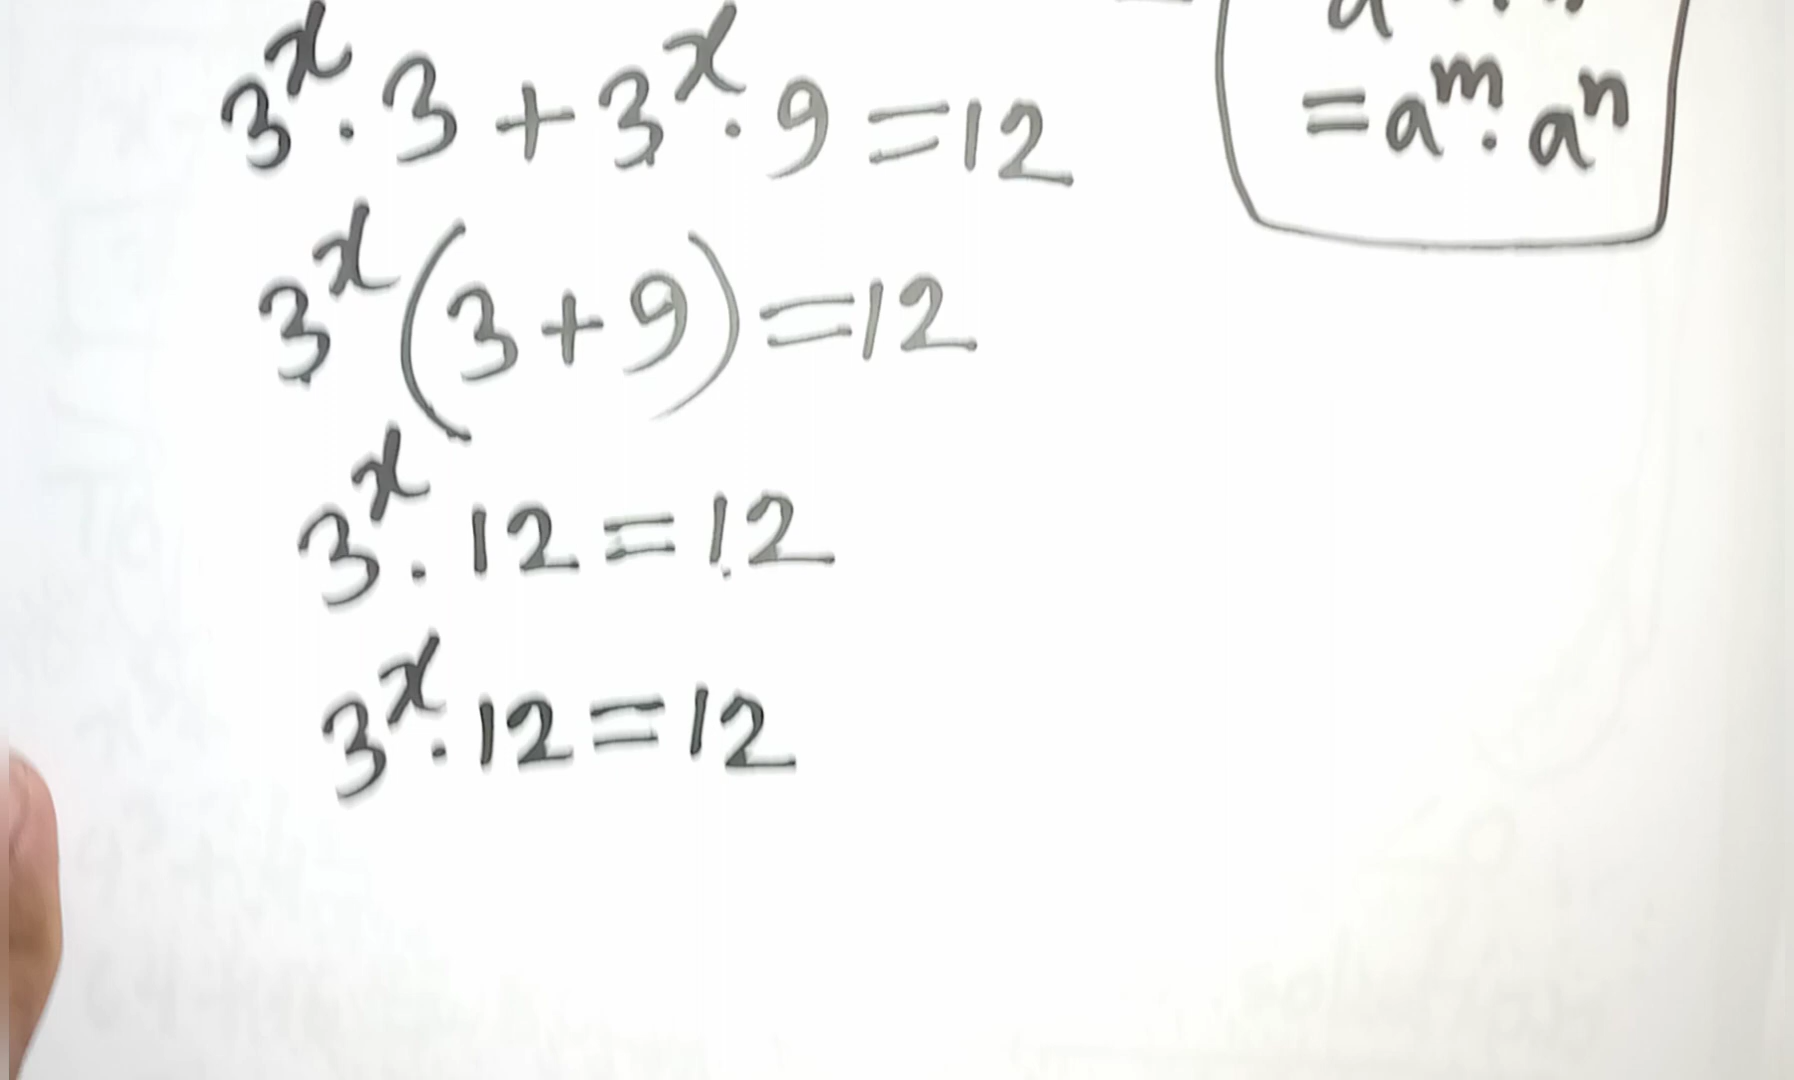 3^x · 3 + 3^x · 9 = 12
= a^m · a^n
3^x (3 + 9) = 12
3^x · 12 = 12
3^x · 12 = 12